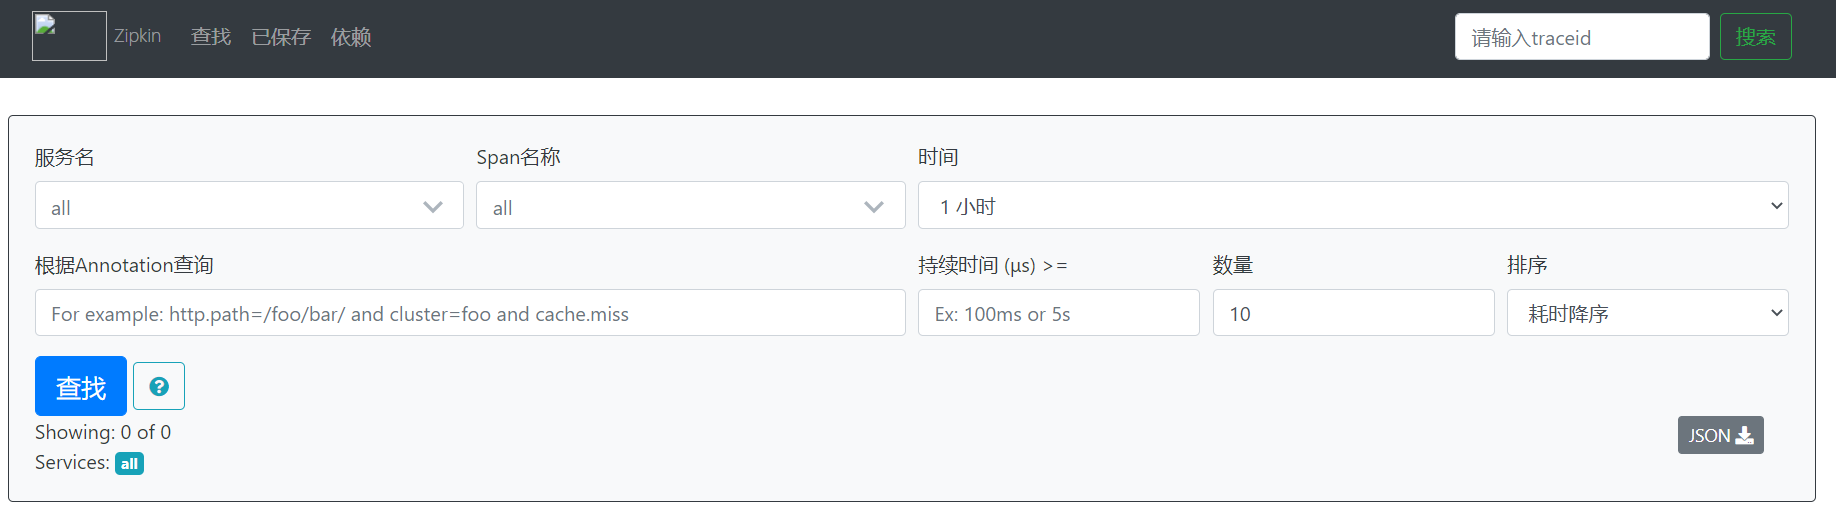 Zipkin 查找 已保存 依赖 请输入traceid 搜索
服务名 Span名称 时间
all all 1 小时
根据Annotation查询 持续时间 (μs) >= 数量 排序
For example: http.path=/foo/bar/ and cluster=foo and cache.miss Ex: 100ms or 5s 10 耗时降序
查找
Showing: 0 of 0 JSON
Services: all